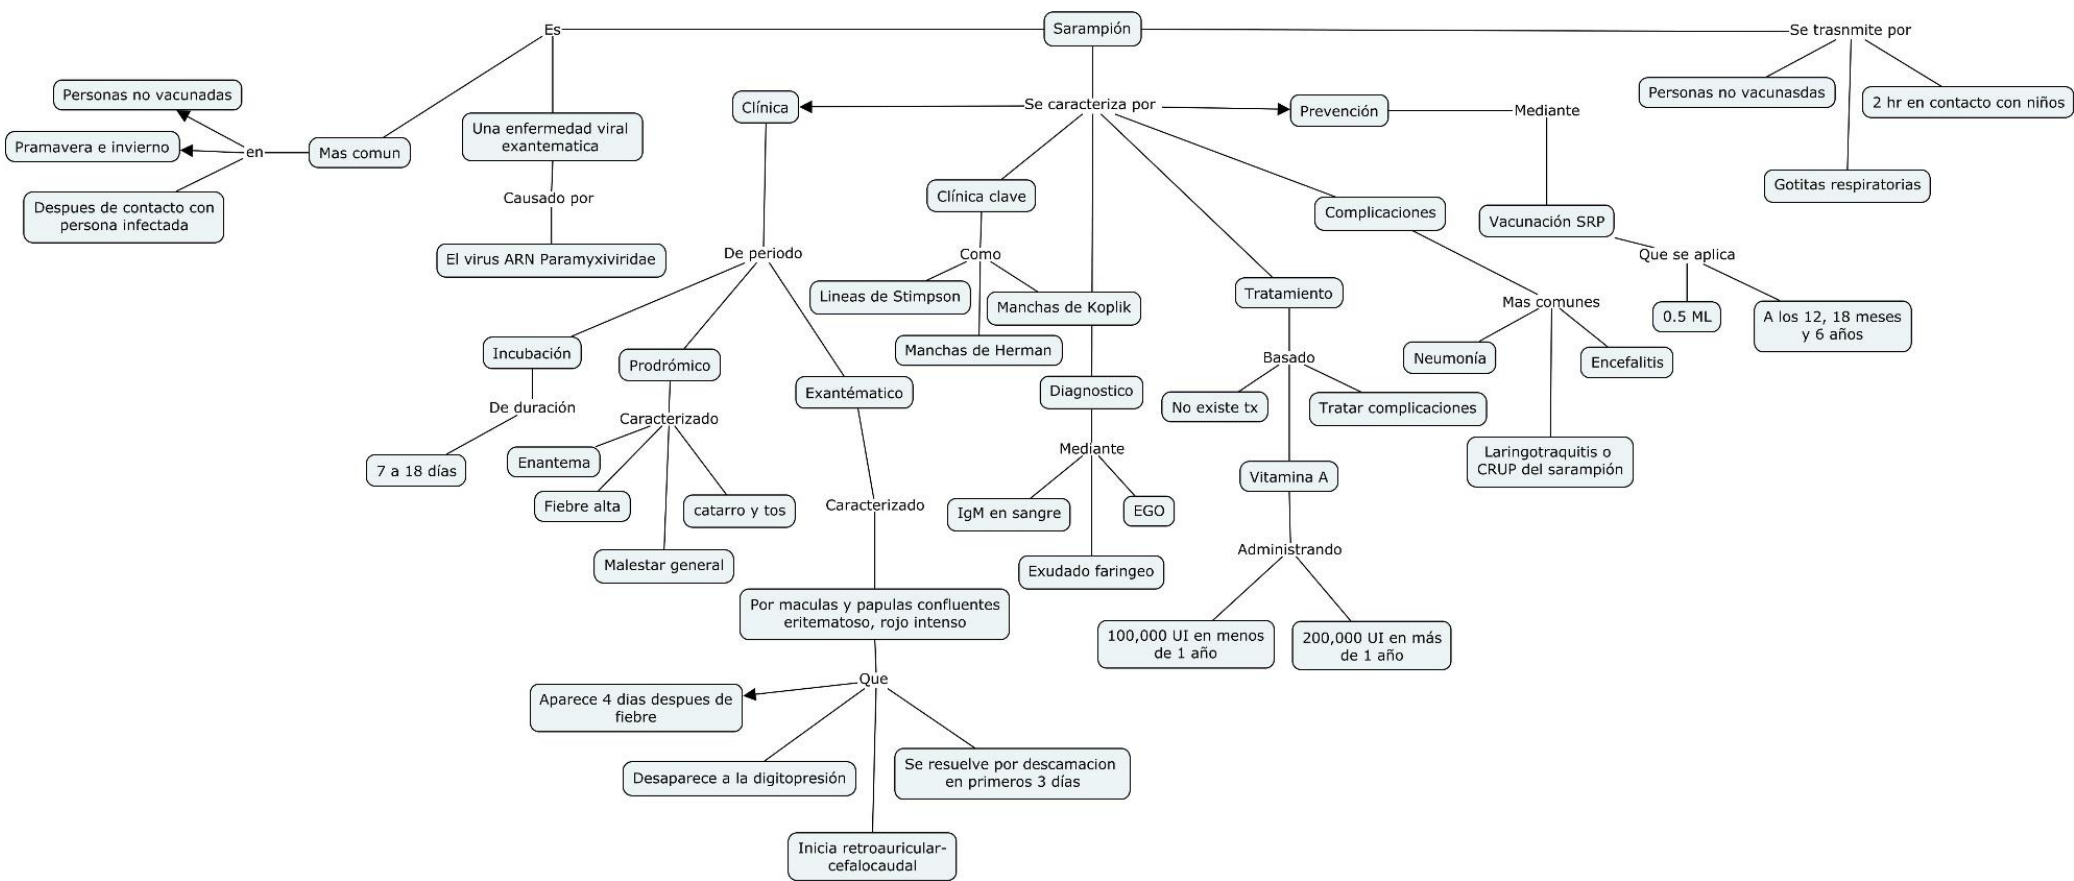 Sarampión
Es
Se trasnmite por
Personas no vacunadas
Pramavera e invierno
en
Mas comun
Despues de contacto con
persona infectada
Una enfermedad viral
exantematica
Causado por
El virus ARN Paramyxiviridae
Clínica
Se caracteriza por
Prevención
Mediante
Personas no vacunasdas
2 hr en contacto con niños
Gotitas respiratorias
Clínica clave
Como
Lineas de Stimpson
Manchas de Koplik
Manchas de Herman
Complicaciones
Vacunación SRP
Que se aplica
0.5 ML
A los 12, 18 meses
y 6 años
De periodo
Incubación
De duración
7 a 18 días
Prodrómico
Caracterizado
Enantema
Fiebre alta
catarro y tos
Malestar general
Exantématico
Caracterizado
Por maculas y papulas confluentes
eritematoso, rojo intenso
Que
Aparece 4 dias despues de
fiebre
Desaparece a la digitopresión
Se resuelve por descamacion
en primeros 3 días
Inicia retroauricular-
cefalocaudal
Diagnostico
Mediante
IgM en sangre
EGO
Exudado faringeo
Tratamiento
Basado
No existe tx
Tratar complicaciones
Vitamina A
Administrando
100,000 UI en menos
de 1 año
200,000 UI en más
de 1 año
Mas comunes
Neumonía
Encefalitis
Laringotraquitis o
CRUP del sarampión